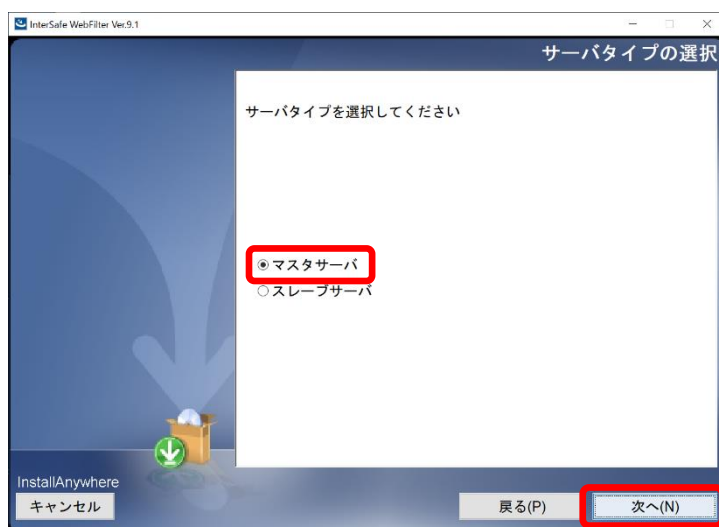 InterSafe WebFilter Ver.9.1
サーバタイプの選択
サーバタイプを選択してください
マスタサーバ
スレーブサーバ
InstallAnywhere
キャンセル
戻る(P)
次へ(N)